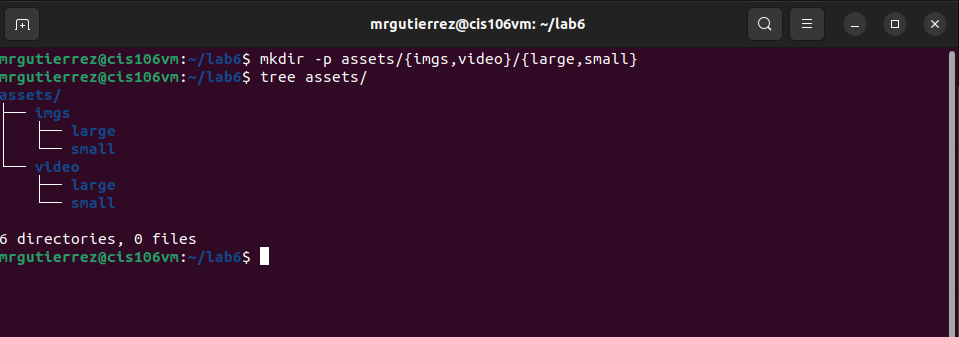 mrgutierrez@cis106vm: ~/lab6
mrgutierrez@cis106vm:~/lab6$ mkdir -p assets/{imgs,video}/{large,small}
mrgutierrez@cis106vm:~/lab6$ tree assets/
assets/
├── imgs
│   ├── large
│   └── small
└── video
    ├── large
    └── small

6 directories, 0 files
mrgutierrez@cis106vm:~/lab6$